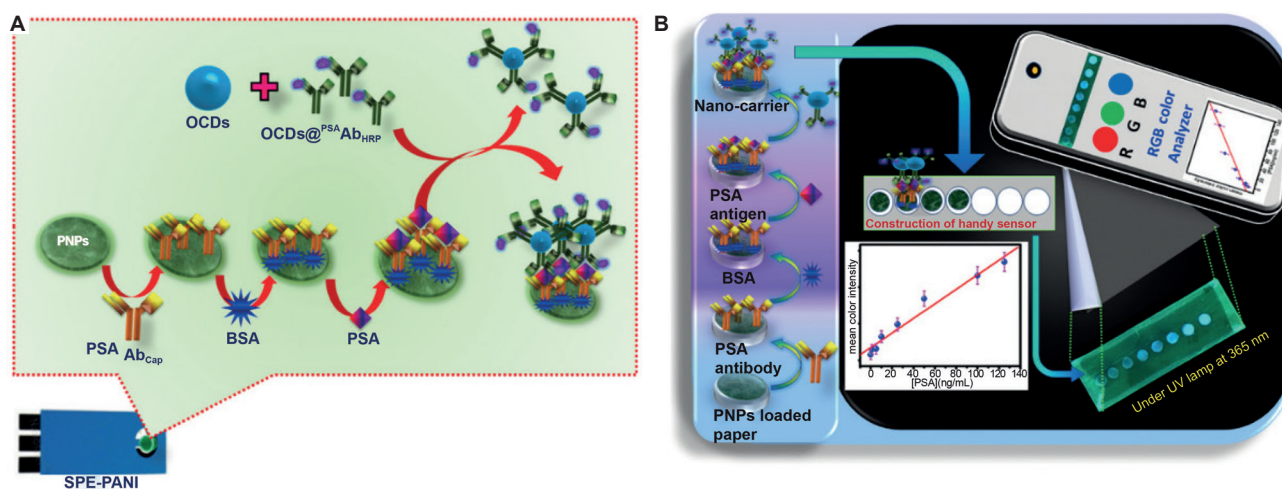 A
OCDs
OCDs@PSAAbHRP
PNPs
PSA AbCap
BSA
PSA
SPE-PANI
B
Nano-carrier
PSA
antigen
BSA
PSA
antibody
PNPs loaded
paper
R G B
RGB color
Analyzer
Construction of handy sensor
mean color intensity
0 20 40 60 80 100 120 140
[PSA](ng/mL)
Under UV lamp at 365 nm